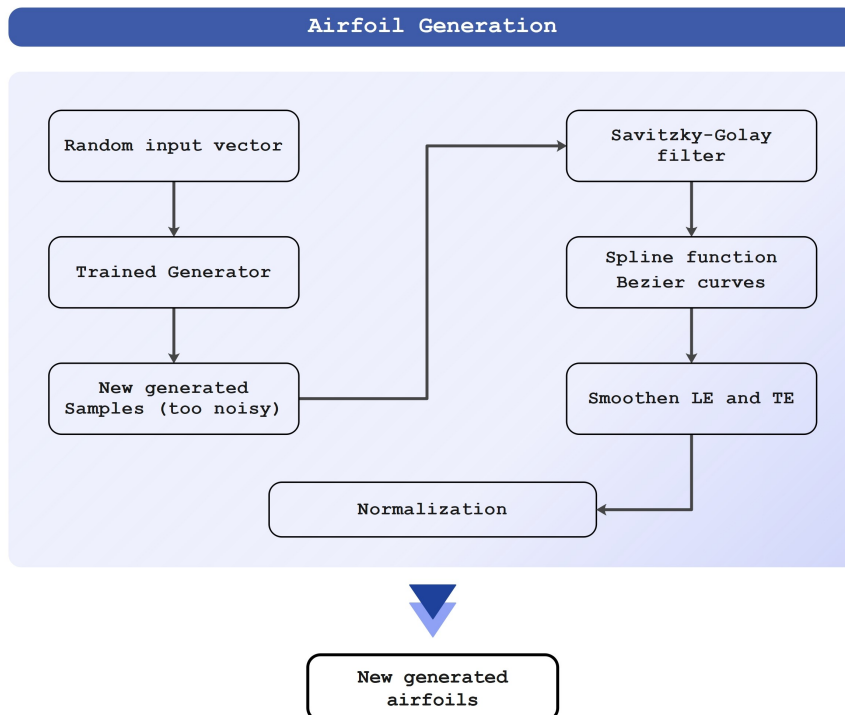 Airfoil Generation
Random input vector
Trained Generator
New generated
Samples (too noisy)
Savitzky-Golay
filter
Spline function
Bezier curves
Smoothen LE and TE
Normalization
New generated
airfoils